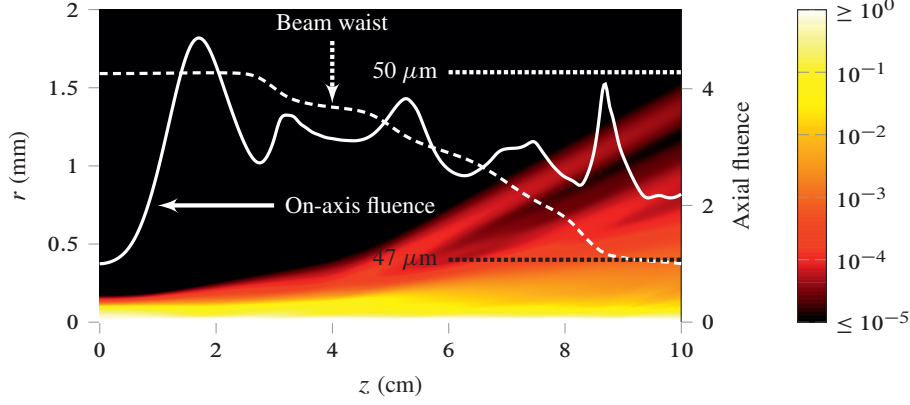 2
1.5
1
0.5
0
r (mm)
Beam waist
50 μm
On-axis fluence
47 μm
4
2
0
Axial fluence
0
2
4
6
8
10
z (cm)
≥ 10⁰
10⁻¹
10⁻²
10⁻³
10⁻⁴
≤ 10⁻⁵